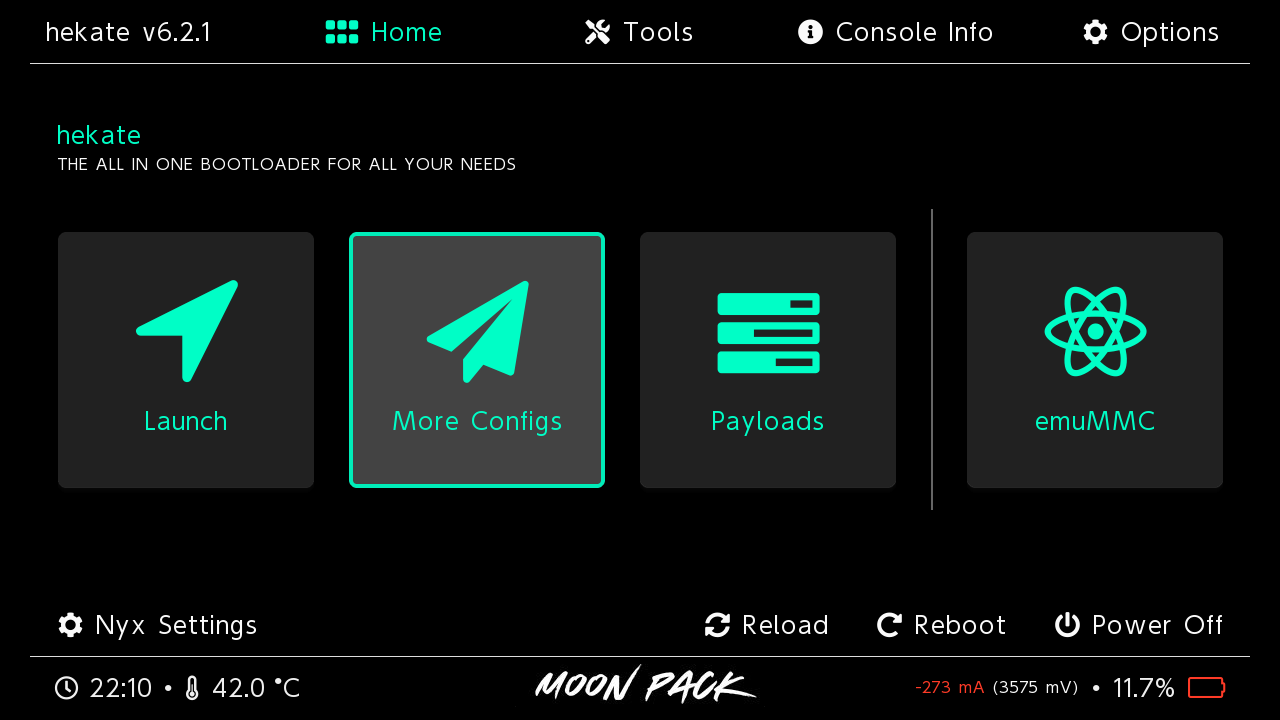 hekate v6.2.1 Home Tools Console Info Options
hekate
THE ALL IN ONE BOOTLOADER FOR ALL YOUR NEEDS
Launch More Configs Payloads emuMMC
Nyx Settings Reload Reboot Power Off
22:10 • 42.0 °C MOON PACK -273 mA (3575 mV) • 11.7%